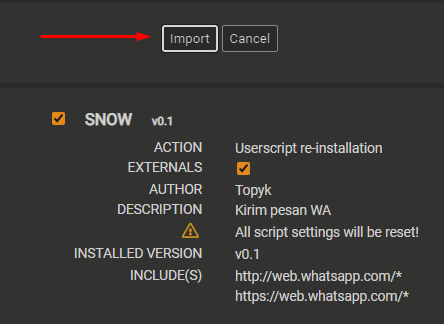 Import Cancel
SNOW v0.1
ACTION Userscript re-installation
EXTERNALS
AUTHOR Topyk
DESCRIPTION Kirim pesan WA
All script settings will be reset!
INSTALLED VERSION v0.1
INCLUDE(S) http://web.whatsapp.com/*
https://web.whatsapp.com/*